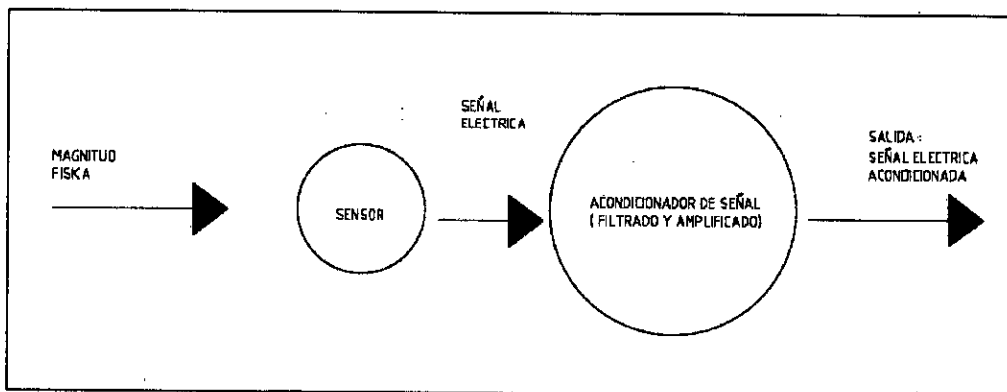 MAGNITUD
FISICA
SENSOR
SEÑAL
ELECTRICA
ACONDICIONADOR DE SEÑAL
( FILTRADO Y AMPLIFICADO)
SALIDA :
SEÑAL ELECTRICA
ACONDICIONADA